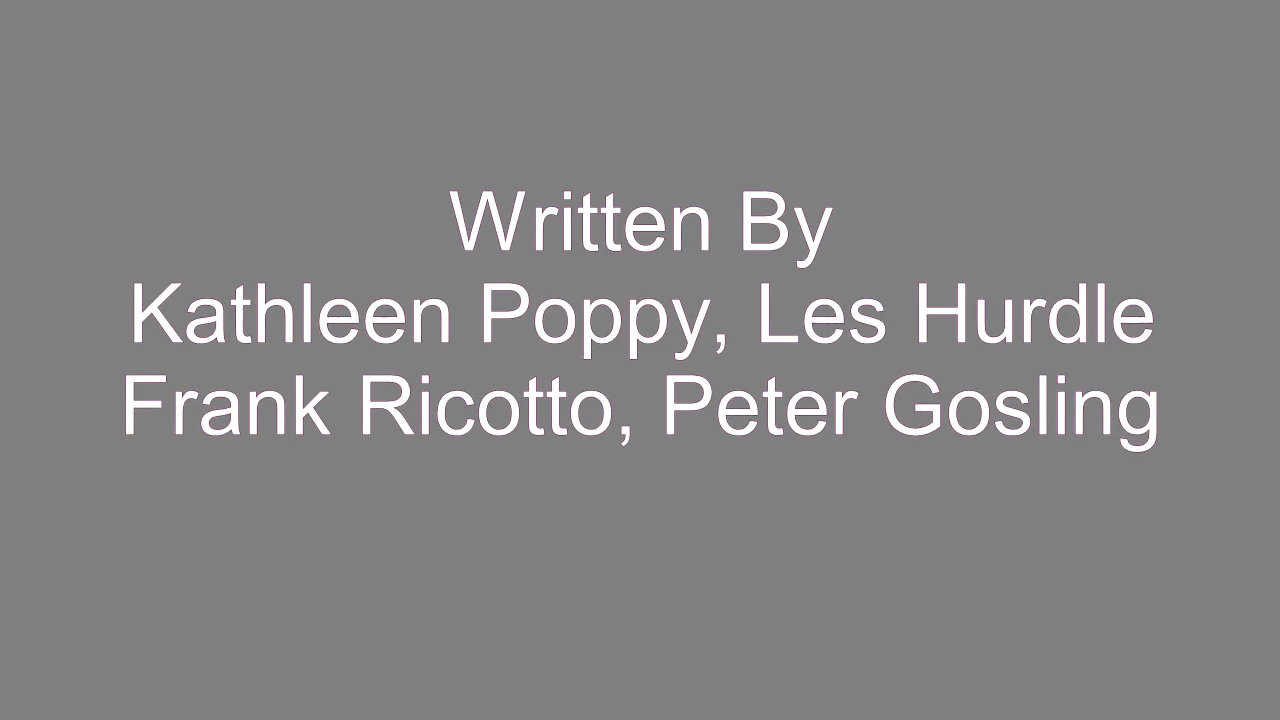 Written By
Kathleen Poppy, Les Hurdle
Frank Ricotto, Peter Gosling